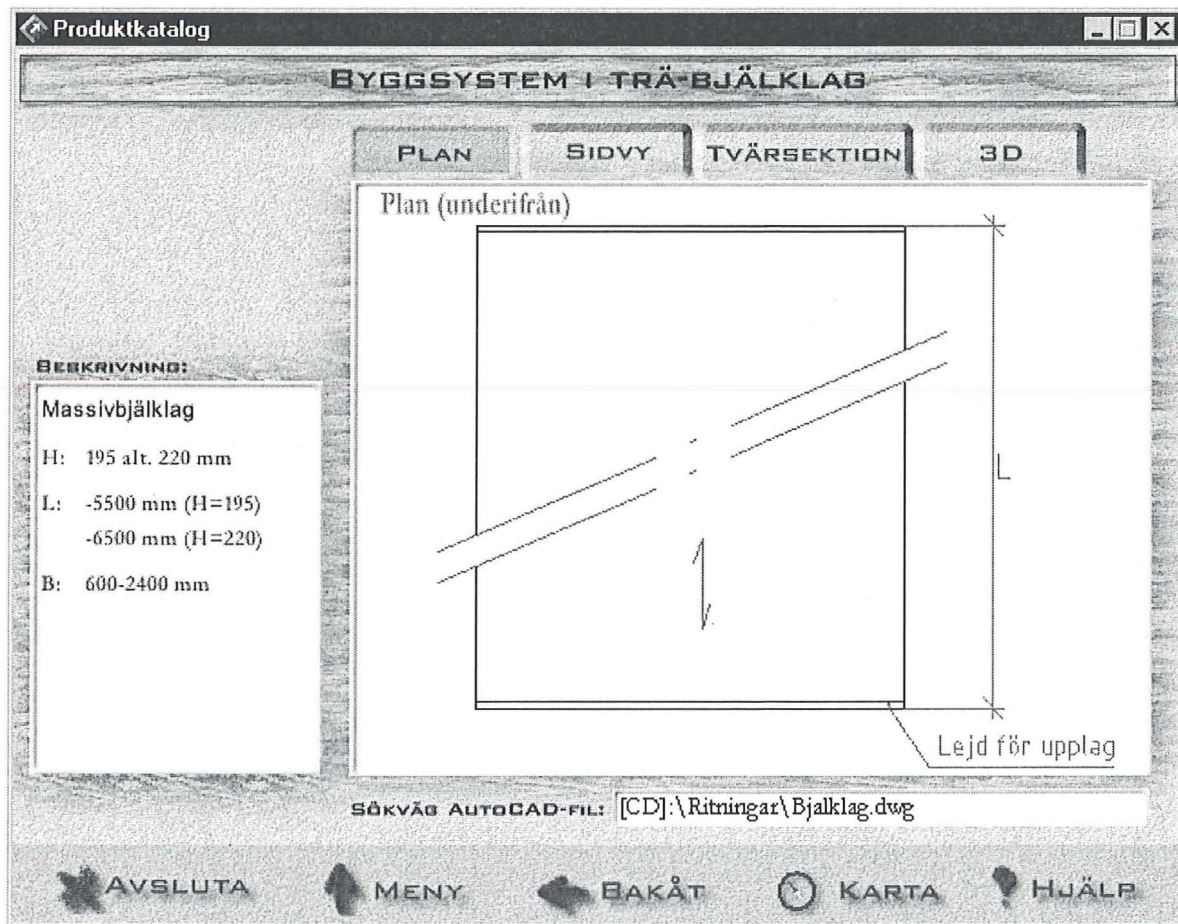 Produktkatalog
BYGGSYSTEM I TRÄ-BJÄLKLAG
PLAN
SIDVY
TVÄRSEKTION
3D
Plan (underifrån)
L
Lejd för upplag
BESKRIVNING:
Massivbjälklag
H: 195 alt. 220 mm
L: -5500 mm (H=195)
-6500 mm (H=220)
B: 600-2400 mm
SÖKVÄG AUTOCAD-FIL: [CD]:\Ritningar\Bjalklag.dwg
AVSLUTA
MENY
BAKÅT
KARTA
HJÄLP